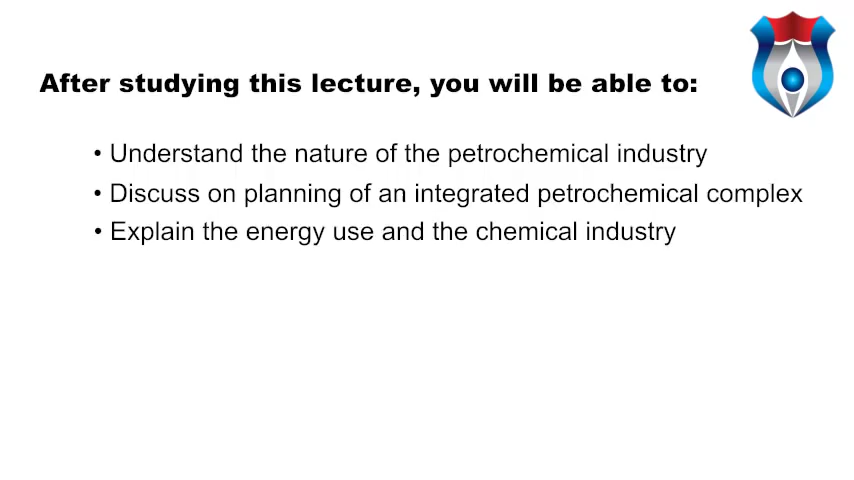 After studying this lecture, you will be able to:
• Understand the nature of the petrochemical industry
• Discuss on planning of an integrated petrochemical complex
• Explain the energy use and the chemical industry